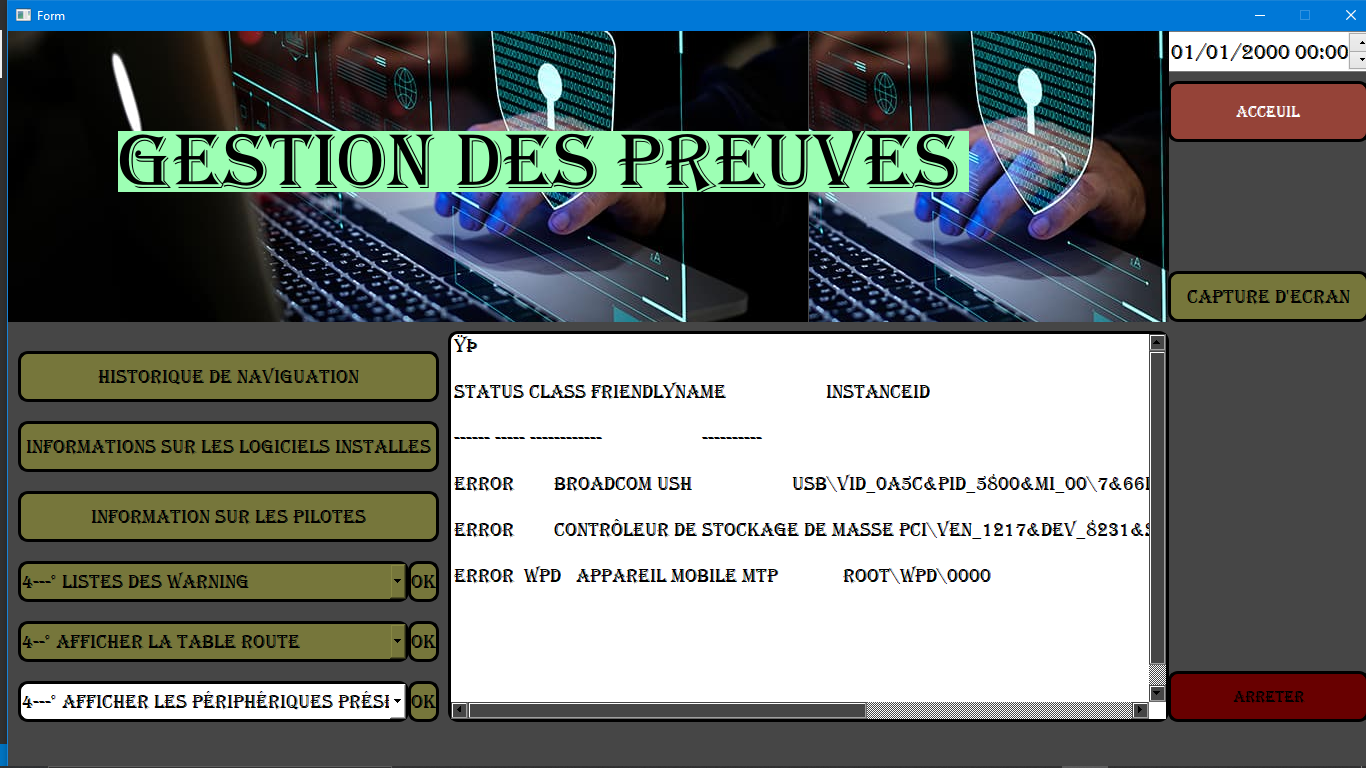 Form
01/01/2000 00:00
GESTION DES PREUVES
ACCEUIL
CAPTURE D'ECRAN
HISTORIQUE DE NAVIGUATION
INFORMATIONS SUR LES LOGICIELS INSTALLES
INFORMATION SUR LES PILOTES
4---° LISTES DES WARNING OK
4--° AFFICHER LA TABLE ROUTE OK
4---° AFFICHER LES PÉRIPHÉRIQUES OK
ŸÞ
STATUS CLASS FRIENDLYNAME INSTANCEID
------ ----- ------------ ----------
ERROR BROADCOM USH USB\VID_0A5C&PID_5800&MI_00\7&66
ERROR CONTRÔLEUR DE STOCKAGE DE MASSE PCI\VEN_1217&DEV_8231&
ERROR WPD APPAREIL MOBILE MTP ROOT\WPD\0000
ARRETER